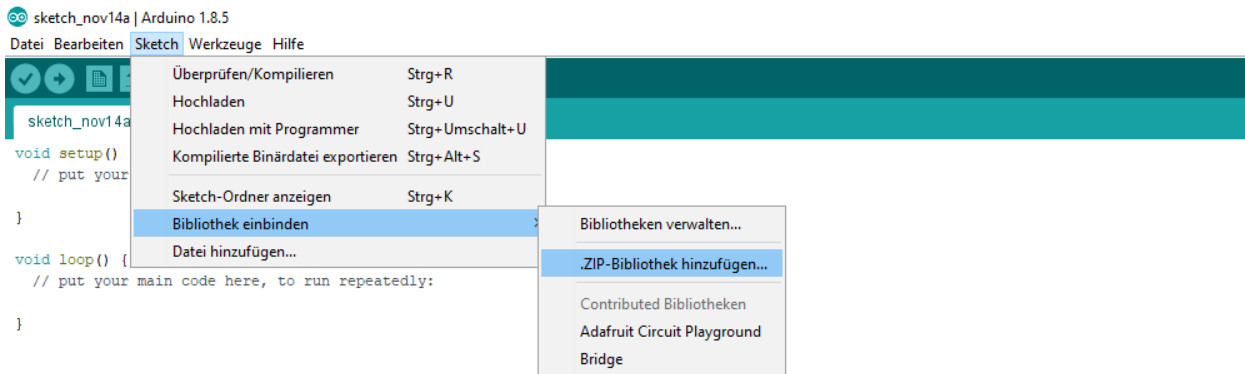 sketch_nov14a | Arduino 1.8.5
Datei Bearbeiten Sketch Werkzeuge Hilfe
Überprüfen/Kompilieren Strg+R
Hochladen Strg+U
Hochladen mit Programmer Strg+Umschalt+U
Kompilierte Binärdatei exportieren Strg+Alt+S
Sketch-Ordner anzeigen Strg+K
Bibliothek einbinden
Datei hinzufügen...
Bibliotheken verwalten...
.ZIP-Bibliothek hinzufügen...
Contributed Bibliotheken
Adafruit Circuit Playground
Bridge
sketch_nov14a
void setup()
// put your
}
void loop() {
// put your main code here, to run repeatedly:
}